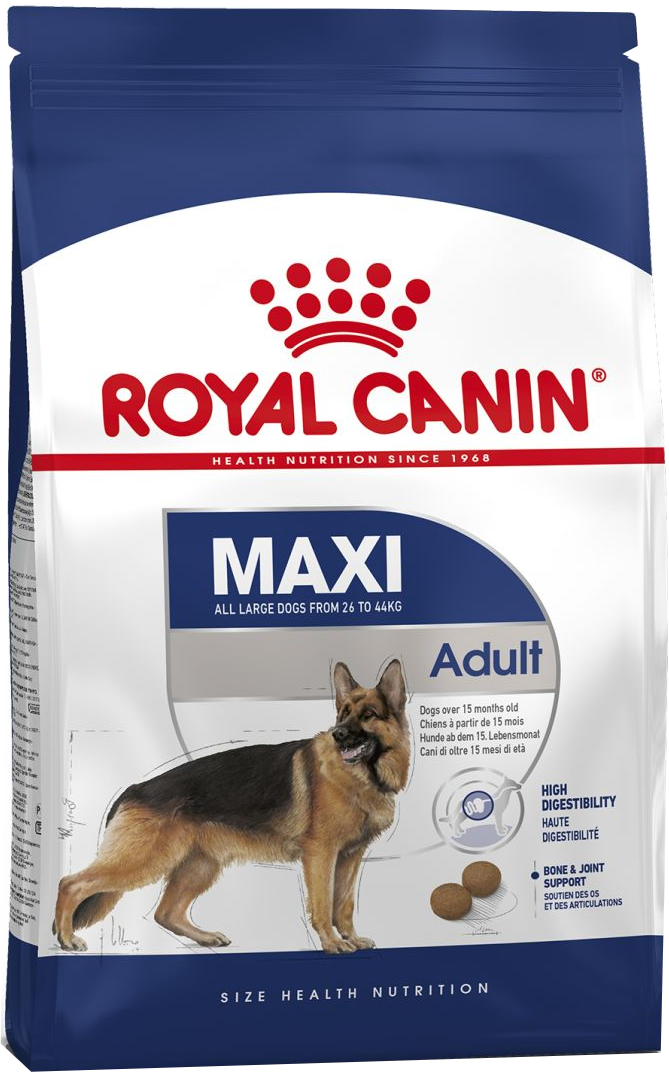 ROYAL CANIN®
HEALTH NUTRITION SINCE 1968
MAXI
ALL LARGE DOGS FROM 26 TO 44KG
Adult
Dogs over 15 months old
Chiens à partir de 15 mois
Hunde ab dem 15. Lebensmonat
Cani di oltre 15 mesi di età
HIGH
DIGESTIBILITY
HAUTE
DIGESTIBILITÉ
BONE & JOINT
SUPPORT
SOUTIEN DES OS
ET DES ARTICULATIONS
SIZE HEALTH NUTRITION